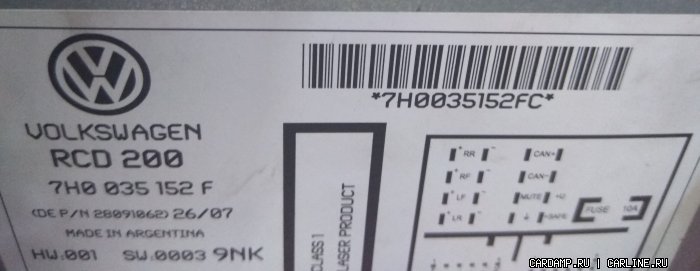 *7H0035152FC*
VOLKSWAGEN
RCD 200
7H0 035 152 F
(DE P/N 28091062) 26/07
MADE IN ARGENTINA
HW:001 SW:0003 9NK
CLASS 1
LASER PRODUCT
RR CAN+
RF CAN-
LF MUTE +U
LR +SAFE
FUSE 10A
CARDAMP.RU | CARLINE.RU